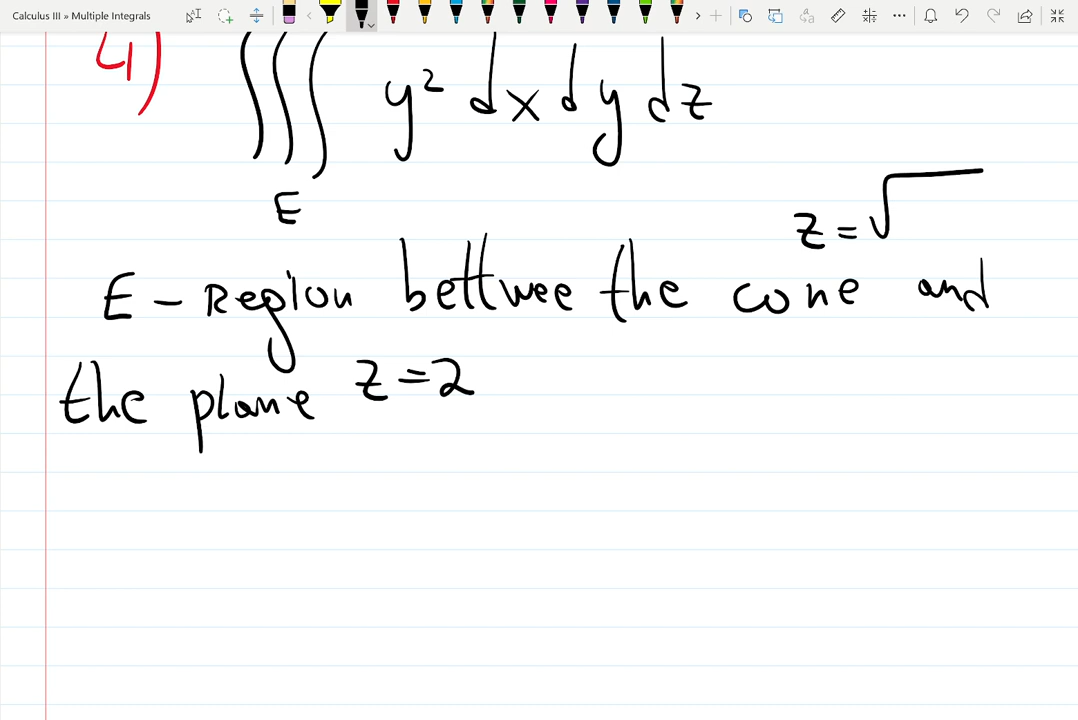 Calculus III » Multiple Integrals
4) ∭ y² dx dy dz
E
z = √
E - Region bettwee the cone and
the plane z = 2